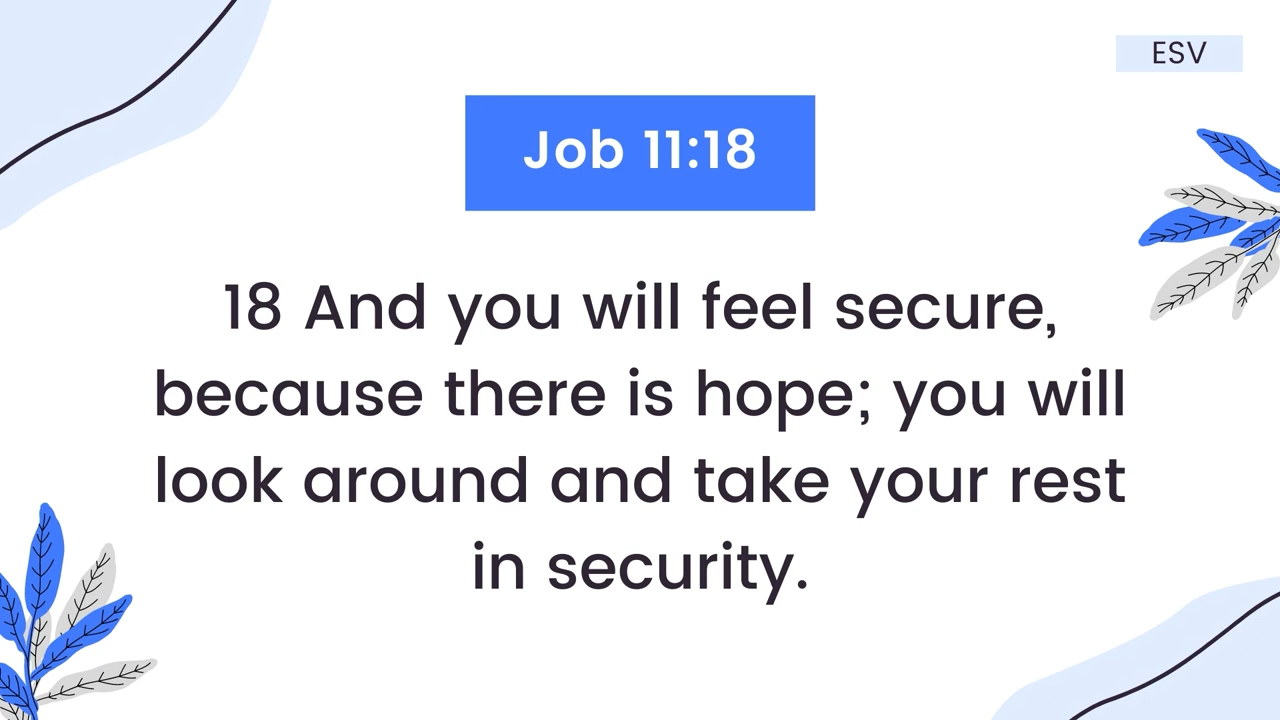 ESV
Job 11:18
18 And you will feel secure,
because there is hope; you will
look around and take your rest
in security.